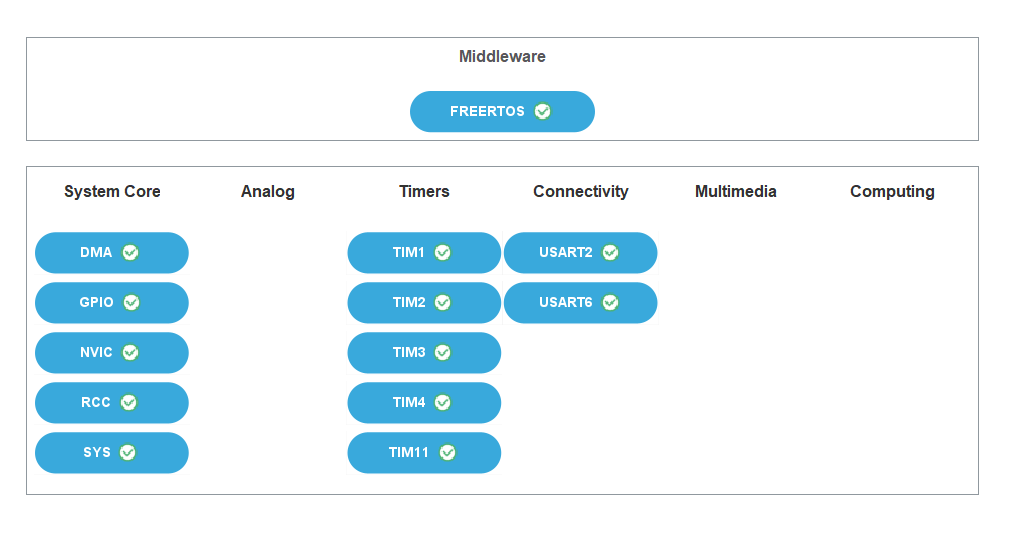 Middleware
FREERTOS
System Core Analog Timers Connectivity Multimedia Computing
DMA TIM1 USART2
GPIO TIM2 USART6
NVIC TIM3
RCC TIM4
SYS TIM11